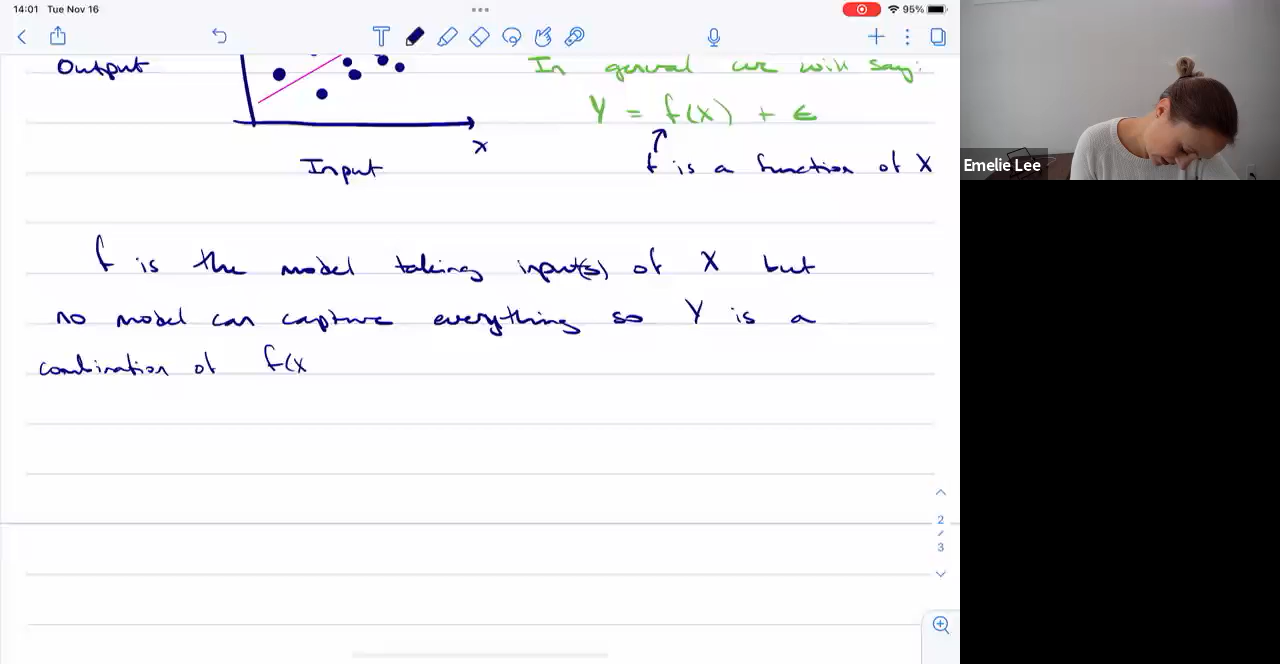 14:01 Tue Nov 16
95%
Output
In general we will say:
Y = f(X) + ϵ
x
Input
f is a function of X
Emelie Lee
f is the model taking input(s) of X but
no model can capture everything so Y is a
combination of f(x
2
3